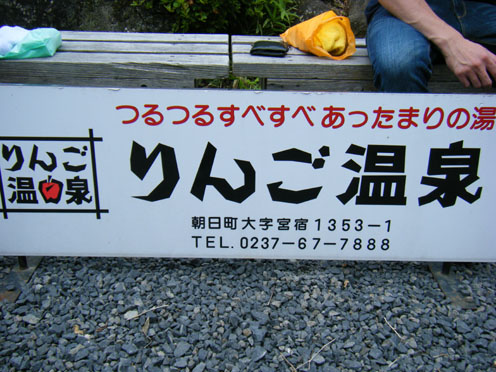 つるつるすべすべ あったまりの湯
りんご
温泉
りんご温泉
朝日町大字宮宿1353-1
TEL. 0237-67-7888